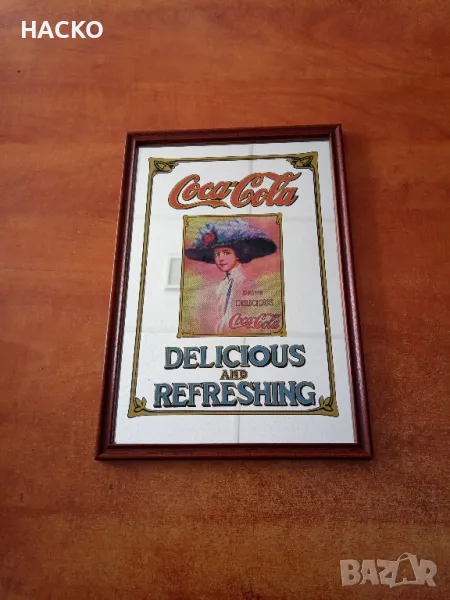 НАСКО
Coca-Cola
DRINK
DELICIOUS
Coca-Cola
DELICIOUS
AND
REFRESHING
BAZAR